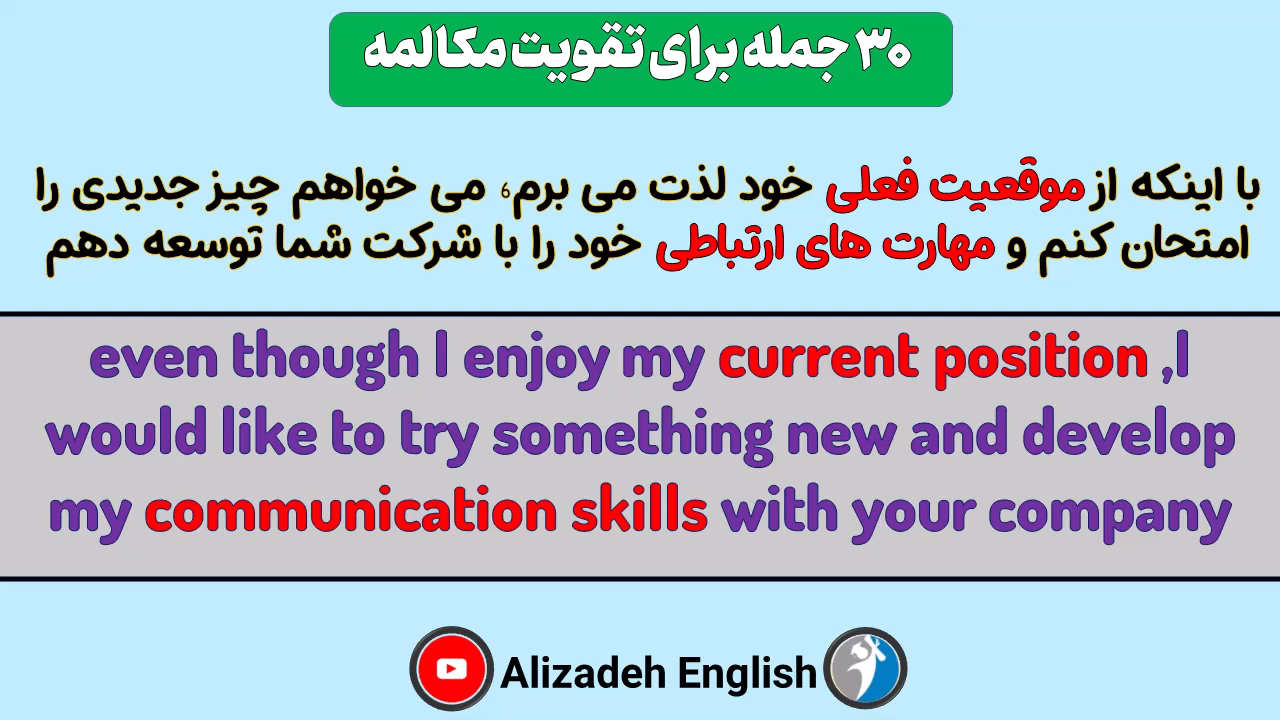 ۳۰ جمله برای تقویت مکالمه
با اینکه از موقعیت فعلی خود لذت می برم، می خواهم چیز جدیدی را
امتحان کنم و مهارت های ارتباطی خود را با شرکت شما توسعه دهم
even though I enjoy my current position ,I
would like to try something new and develop
my communication skills with your company
Alizadeh English